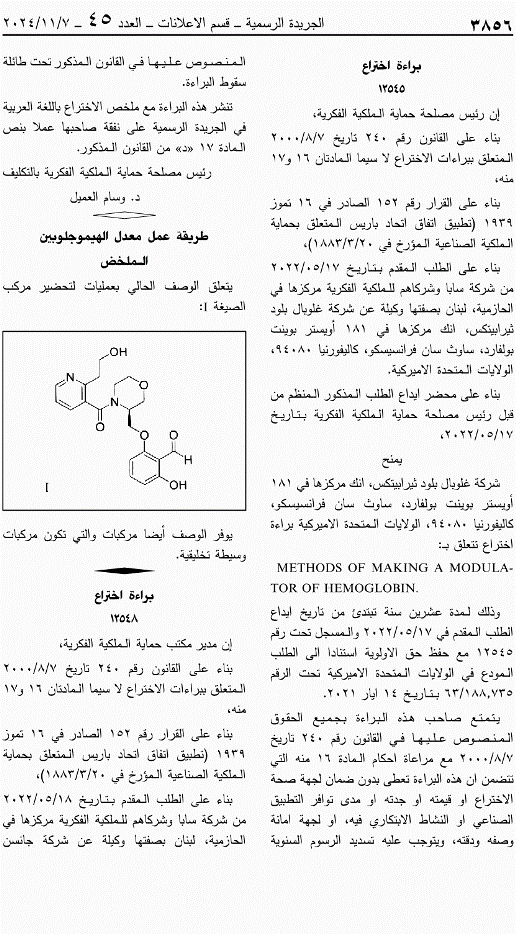 ٣٨٥٦
الجريدة الرسمية ـ قسم الاعلانات ـ العدد ٤٥ ـ ٢٠٢٤/١١/٧
براءة اختراع
١٢٥٤٥
إن رئيس مصلحة حماية الملكية الفكرية،
بناء على القانون رقم ٢٤٠ تاريخ ٢٠٠٠/٨/٧
المتعلق ببراءات الاختراع لا سيما المادتان ١٦ و١٧
منه،
بناء على القرار رقم ١٥٢ الصادر في ١٦ تموز
١٩٣٩ (تطبيق اتفاق اتحاد باريس المتعلق بحماية
الملكية الصناعية المؤرخ في ١٨٨٣/٣/٢٠)،
بناء على الطلب المقدم بتاريخ ٢٠٢٢/٠٥/١٧
من شركة سابا وشركاهم للملكية الفكرية مركزها في
الحازمية، لبنان بصفتها وكيلة عن شركة غلوبال بلود
ثيرابيتكس، انك مركزها في ١٨١ أويستر بوينت
بولفارد، ساوث سان فرانسيسكو، كاليفورنيا ٩٤٠٨٠،
الولايات المتحدة الاميركية.
بناء على محضر ايداع الطلب المذكور المنظم من
قبل رئيس مصلحة حماية الملكية الفكرية بتاريخ
٢٠٢٢/٠٥/١٧،
يمنح
شركة غلوبال بلود ثيرابيتكس، انك مركزها في ١٨١
أويستر بوينت بولفارد، ساوث سان فرانسيسكو،
كاليفورنيا ٩٤٠٨٠، الولايات المتحدة الاميركية براءة
اختراع تتعلق بـ:
METHODS OF MAKING A MODULA-
TOR OF HEMOGLOBIN.
وذلك لمدة عشرين سنة تبتدئ من تاريخ ايداع
الطلب المقدم في ٢٠٢٢/٠٥/١٧ والمسجل تحت رقم
١٢٥٤٥ مع حفظ حق الاولوية استنادا الى الطلب
المودع في الولايات المتحدة الاميركية تحت الرقم
٦٣/١٨٨,٧٣٥ بتاريخ ١٤ ايار ٢٠٢١.
يتمتع صاحب هذه البراءة بجميع الحقوق
المنصوص عليها في القانون رقم ٢٤٠ تاريخ
٢٠٠٠/٨/٧ مع مراعاة احكام المادة ١٦ منه التي
تتضمن ان هذه البراءة تعطى بدون ضمان لجهة صحة
الاختراع او قيمته او جدته او مدى توافر التطبيق
الصناعي او النشاط الابتكاري فيه، او لجهة امانة
وصفه ودقته، ويتوجب عليه تسديد الرسوم السنوية
المنصوص عليها في القانون المذكور تحت طائلة
سقوط البراءة.
تنشر هذه البراءة مع ملخص الاختراع باللغة العربية
في الجريدة الرسمية على نفقة صاحبها عملا بنص
المادة ١٧ «د» من القانون المذكور.
رئيس مصلحة حماية الملكية الفكرية بالتكليف
د. وسام العميل
طريقة عمل معدل الهيموجلوبين
الملخص
يتعلق الوصف الحالي بعمليات لتحضير مركب
الصيغة I:
OH
N
O
N
O
O
O
H
OH
I
يوفر الوصف أيضا مركبات والتي تكون مركبات
وسيطة تخليقية.
براءة اختراع
١٢٥٤٨
إن مدير مكتب حماية الملكية الفكرية،
بناء على القانون رقم ٢٤٠ تاريخ ٢٠٠٠/٨/٧
المتعلق ببراءات الاختراع لا سيما المادتان ١٦ و١٧
منه،
بناء على القرار رقم ١٥٢ الصادر في ١٦ تموز
١٩٣٩ (تطبيق اتفاق اتحاد باريس المتعلق بحماية
الملكية الصناعية المؤرخ في ١٨٨٣/٣/٢٠)،
بناء على الطلب المقدم بتاريخ ٢٠٢٢/٠٥/١٨
من شركة سابا وشركاهم للملكية الفكرية مركزها في
الحازمية، لبنان بصفتها وكيلة عن شركة جانسن